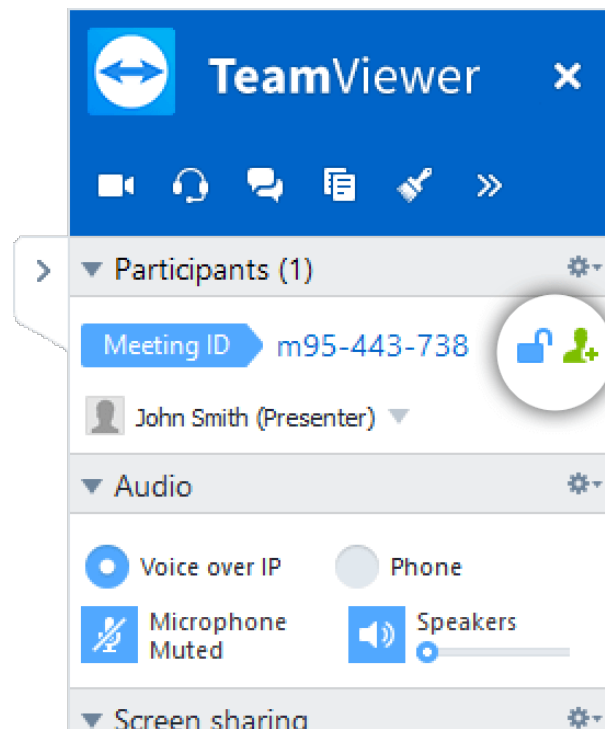 TeamViewer
Participants (1)
Meeting ID m95-443-738
John Smith (Presenter)
Audio
Voice over IP Phone
Microphone Muted Speakers
Screen sharing